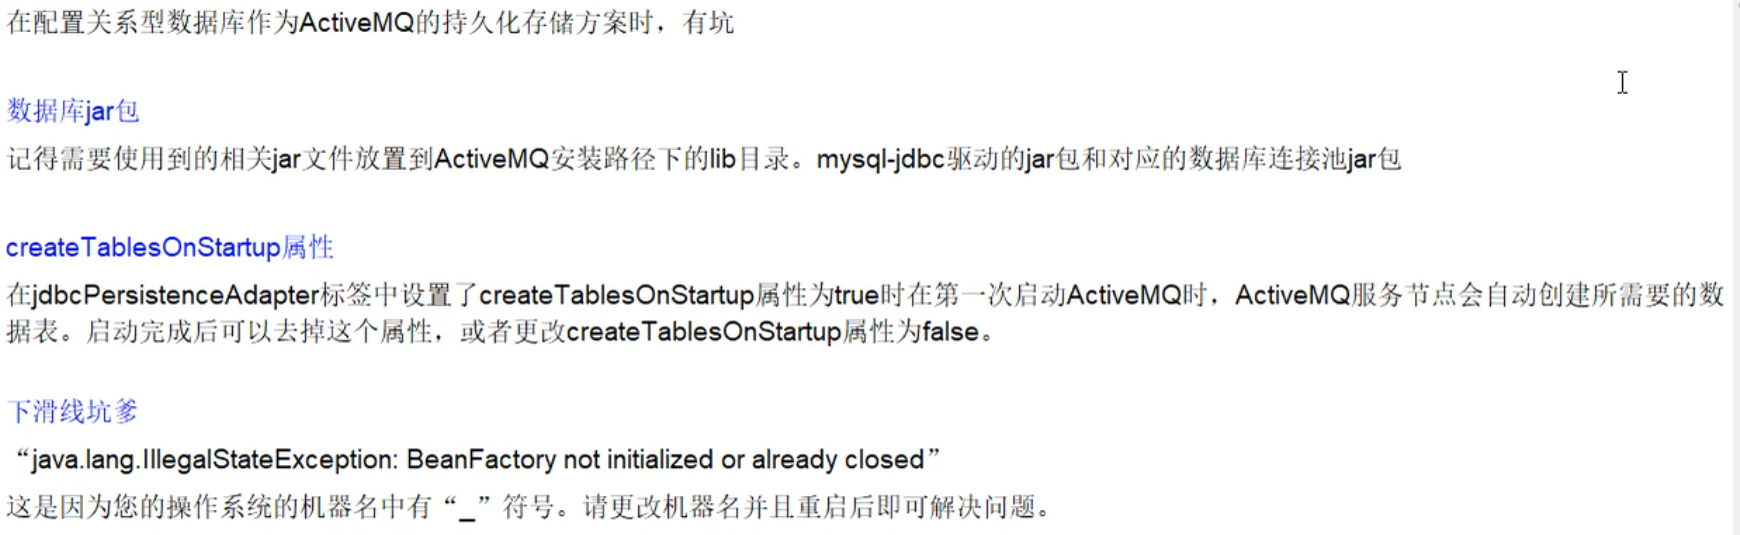 在配置关系型数据库作为ActiveMQ的持久化存储方案时，有坑
数据库jar包
记得需要使用到的相关jar文件放置到ActiveMQ安装路径下的lib目录。mysql-jdbc驱动的jar包和对应的数据库连接池jar包
createTablesOnStartup属性
在jdbcPersistenceAdapter标签中设置了createTablesOnStartup属性为true时在第一次启动ActiveMQ时，ActiveMQ服务节点会自动创建所需要的数
据表。启动完成后可以去掉这个属性，或者更改createTablesOnStartup属性为false。
下滑线坑爹
“java.lang.IllegalStateException: BeanFactory not initialized or already closed”
这是因为您的操作系统的机器名中有“_”符号。请更改机器名并且重启后即可解决问题。